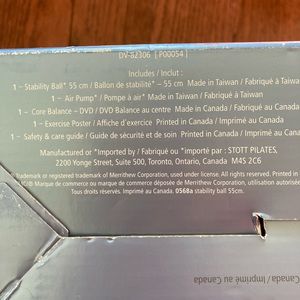 DV-82306 | P00054 |
Includes / Inclut :
1 – Stability Ball* 55 cm / Ballon de stabilité* – 55 cm Made in Taiwan / Fabriqué à Taiwan
1 – Air Pump* / Pompe à air* Made in Taiwan / Fabriqué à Taiwan
1 – Core Balance – DVD / DVD Balance au centre Made in Canada / Fabriqué au Canada
1 – Exercise Poster / Affiche d'exercice Printed in Canada / Imprimé au Canada
1 – Safety & care guide / Guide de sécurité et de soin Printed in Canada / Imprimé au Canad
Manufactured or *Imported by / Fabriqué ou *importé par : STOTT PILATES,
2200 Yonge Street, Suite 500, Toronto, Ontario, Canada M4S 2C6
trademark or registered trademark of Merrithew Corporation, used under license. All rights reserved. Printed in Canada
Marque de commerce ou marque de commerce déposée de Merrithew Corporation, utilisation autorisée
Tous droits réservés. Imprimé au Canada. 0568a stability ball 55cm.
Canada / Imprimé au Canada